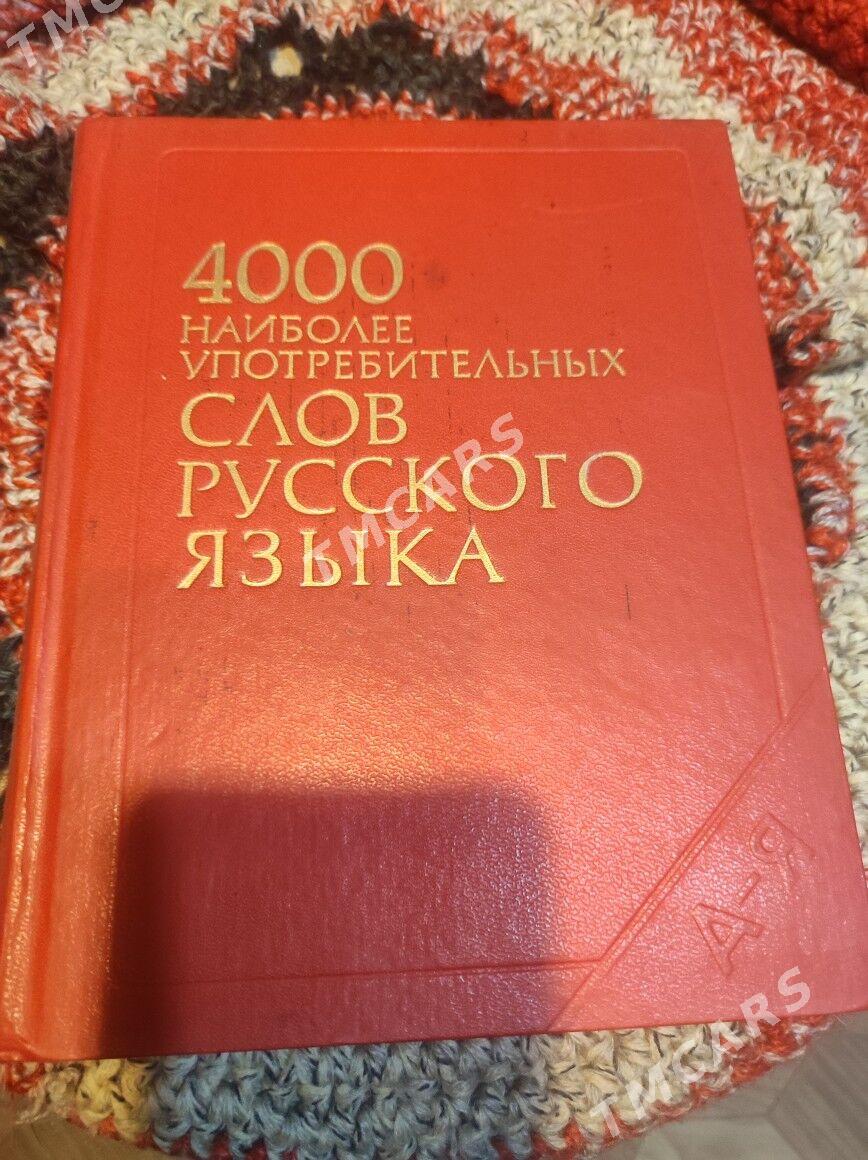 TMCARS
4000
НАИБОЛЕЕ
УПОТРЕБИТЕЛЬНЫХ
СЛОВ
РУССКОГО
ЯЗЫКА
TMCARS
А-Я
TMCARS